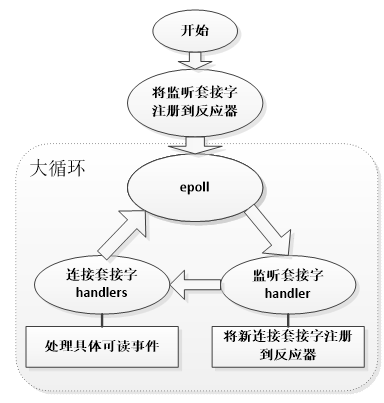 开始
将监听套接字
注册到反应器
大循环
epoll
连接套接字
handlers
监听套接字
handler
处理具体可读事件
将新连接套接字注册
到反应器